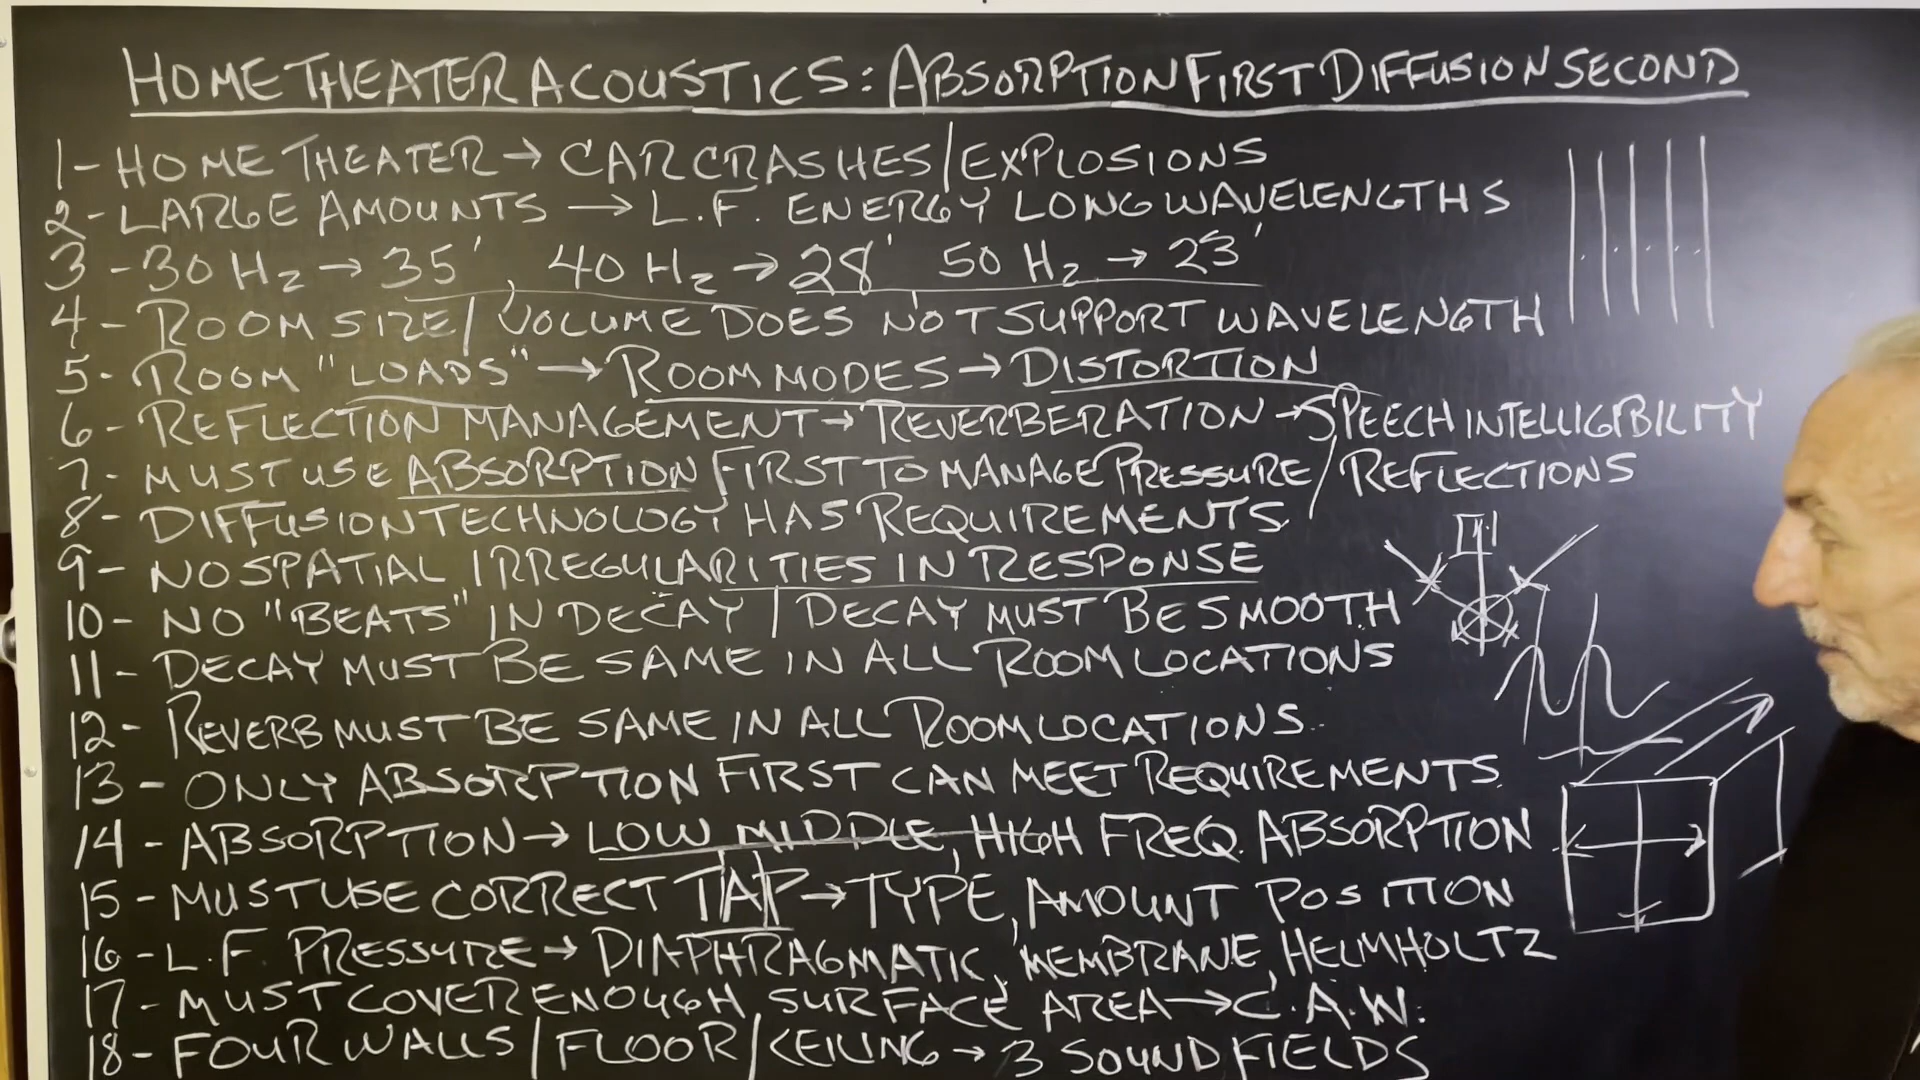 HOME THEATER ACOUSTICS: ABSORPTION FIRST DIFFUSION SECOND
1- HOME THEATER → CAR CRASHES/EXPLOSIONS
2- LARGE AMOUNTS → L.F. ENERGY LONG WAVELENGTHS
3- 30 Hz → 35', 40 Hz → 28' 50 Hz → 23'
4- ROOM SIZE/VOLUME DOES NOT SUPPORT WAVELENGTH
5- ROOM "LOADS" → ROOM MODES → DISTORTION
6- REFLECTION MANAGEMENT → REVERBERATION → SPEECH INTELLIGIBILITY
7- MUST USE ABSORPTION FIRST TO MANAGE PRESSURE/REFLECTIONS
8- DIFFUSION TECHNOLOGY HAS REQUIREMENTS
9- NO SPATIAL IRREGULARITIES IN RESPONSE
10- NO "BEATS" IN DECAY / DECAY MUST BE SMOOTH
11- DECAY MUST BE SAME IN ALL ROOM LOCATIONS
12- REVERB MUST BE SAME IN ALL ROOM LOCATIONS.
13- ONLY ABSORPTION FIRST CAN MEET REQUIREMENTS.
14- ABSORPTION → LOW MIDDLE, HIGH FREQ. ABSORPTION
15- MUST USE CORRECT TAP → TYPE, AMOUNT POSITION
16- L.F. PRESSURE → DIAPHRAGMATIC, MEMBRANE, HELMHOLTZ
17- MUST COVER ENOUGH SURFACE AREA → C.A.W.
18- FOUR WALLS/FLOOR/CEILING → 3 SOUND FIELDS